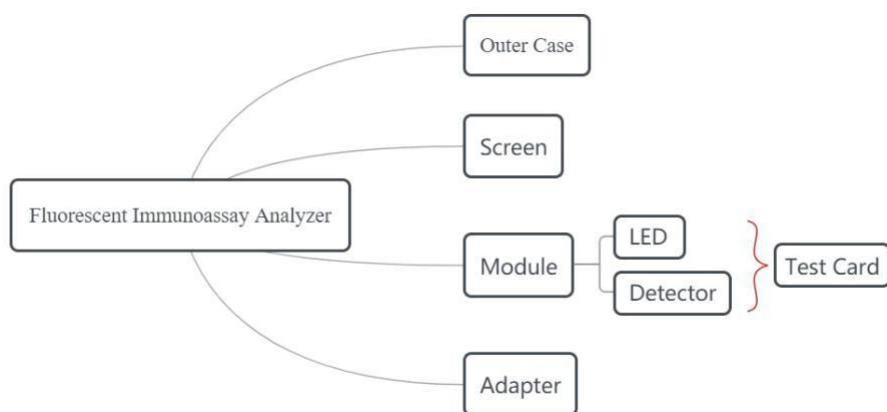 Outer Case
Screen
Fluorescent Immunoassay Analyzer
Module
LED
Detector
Test Card
Adapter